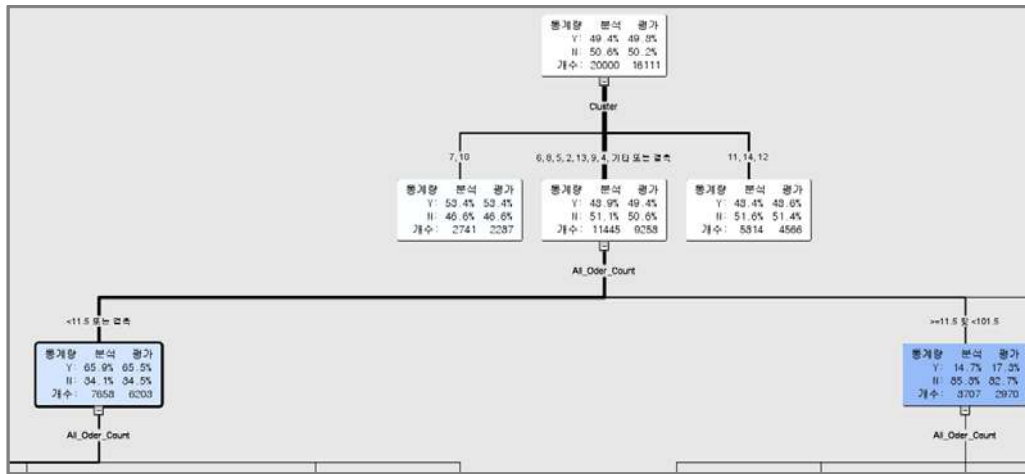 통계량 분석 평가
Y: 49.4% 49.8%
N: 50.6% 50.2%
개수: 20000 16111
Cluster
7, 10
6, 8, 5, 2, 13, 9, 4, 기타 또는 결측
11, 14, 12
통계량 분석 평가
Y: 53.4% 53.4%
N: 46.6% 46.6%
개수: 2741 2287
통계량 분석 평가
Y: 48.9% 49.4%
N: 51.1% 50.6%
개수: 11445 9258
통계량 분석 평가
Y: 48.4% 48.6%
N: 51.6% 51.4%
개수: 5814 4566
All_Oder_Count
<11.5 또는 결측
>=11.5 및 <101.5
통계량 분석 평가
Y: 65.9% 65.5%
N: 34.1% 34.5%
개수: 7658 6203
통계량 분석 평가
Y: 14.7% 17.3%
N: 85.3% 82.7%
개수: 3707 2970
All_Oder_Count
All_Oder_Count